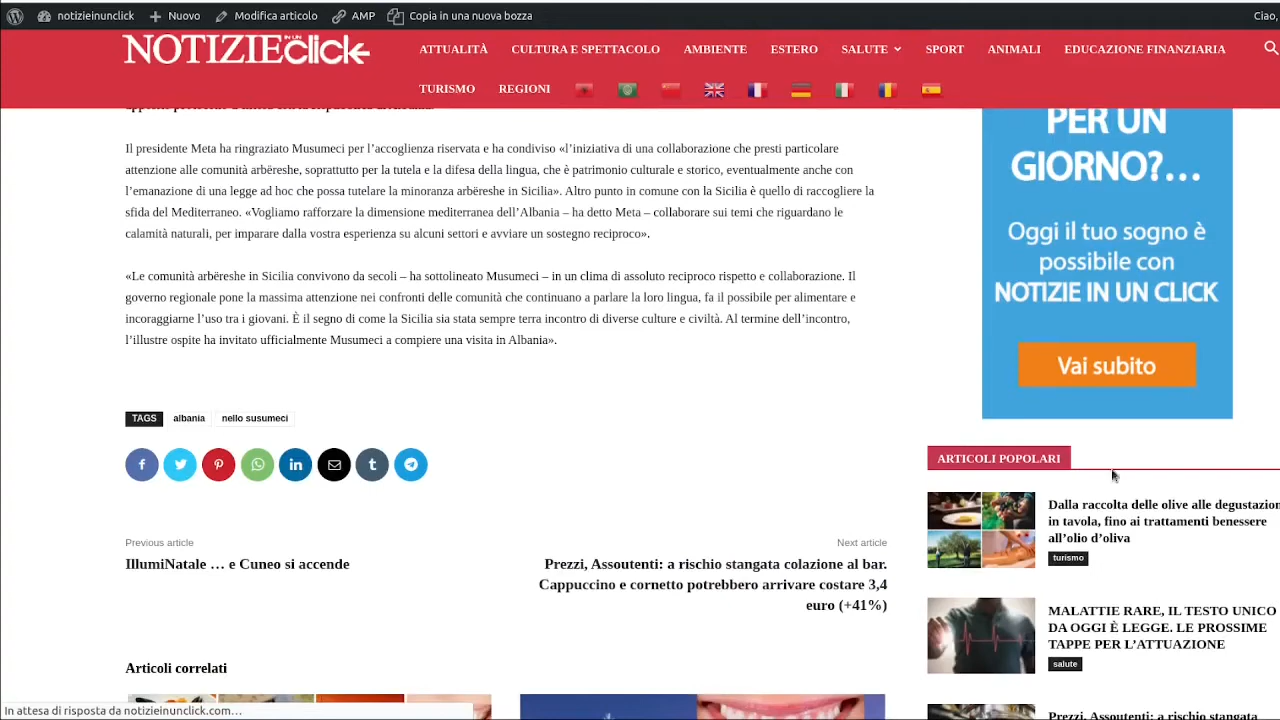 notizieinunclick
Nuovo
Modifica articolo
AMP
Copia in una nuova bozza
Ciao,
NOTIZIE IN UN click
ATTUALITÀ
CULTURA E SPETTACOLO
AMBIENTE
ESTERO
SALUTE
SPORT
ANIMALI
EDUCAZIONE FINANZIARIA
TURISMO
REGIONI
Il presidente Meta ha ringraziato Musumeci per l’accoglienza riservata e ha condiviso «l’iniziativa di una collaborazione che presti particolare
attenzione alle comunità arbëreshe, soprattutto per la tutela e la difesa della lingua, che è patrimonio culturale e storico, eventualmente anche con
l’emanazione di una legge ad hoc che possa tutelare la minoranza arbëreshe in Sicilia». Altro punto in comune con la Sicilia è quello di raccogliere la
sfida del Mediterraneo. «Vogliamo rafforzare la dimensione mediterranea dell’Albania – ha detto Meta – collaborare sui temi che riguardano le
calamità naturali, per imparare dalla vostra esperienza su alcuni settori e avviare un sostegno reciproco».
«Le comunità arbëreshe in Sicilia convivono da secoli – ha sottolineato Musumeci – in un clima di assoluto reciproco rispetto e collaborazione. Il
governo regionale pone la massima attenzione nei confronti delle comunità che continuano a parlare la loro lingua, fa il possibile per alimentare e
incoraggiarne l’uso tra i giovani. È il segno di come la Sicilia sia stata sempre terra incontro di diverse culture e civiltà. Al termine dell’incontro,
l’illustre ospite ha invitato ufficialmente Musumeci a compiere una visita in Albania».
TAGS
albania
nello susumeci
Previous article
IllumiNatale … e Cuneo si accende
Next article
Prezzi, Assoutenti: a rischio stangata colazione al bar.
Cappuccino e cornetto potrebbero arrivare costare 3,4
euro (+41%)
Articoli correlati
PER UN
GIORNO?…
Oggi il tuo sogno è
possibile con
NOTIZIE IN UN CLICK
Vai subito
ARTICOLI POPOLARI
Dalla raccolta delle olive alle degustazion
in tavola, fino ai trattamenti benessere
all’olio d’oliva
turismo
MALATTIE RARE, IL TESTO UNICO
DA OGGI È LEGGE. LE PROSSIME
TAPPE PER L’ATTUAZIONE
salute
Prezzi, Assoutenti: a rischio stangata
In attesa di risposta da notizieinunclick.com…